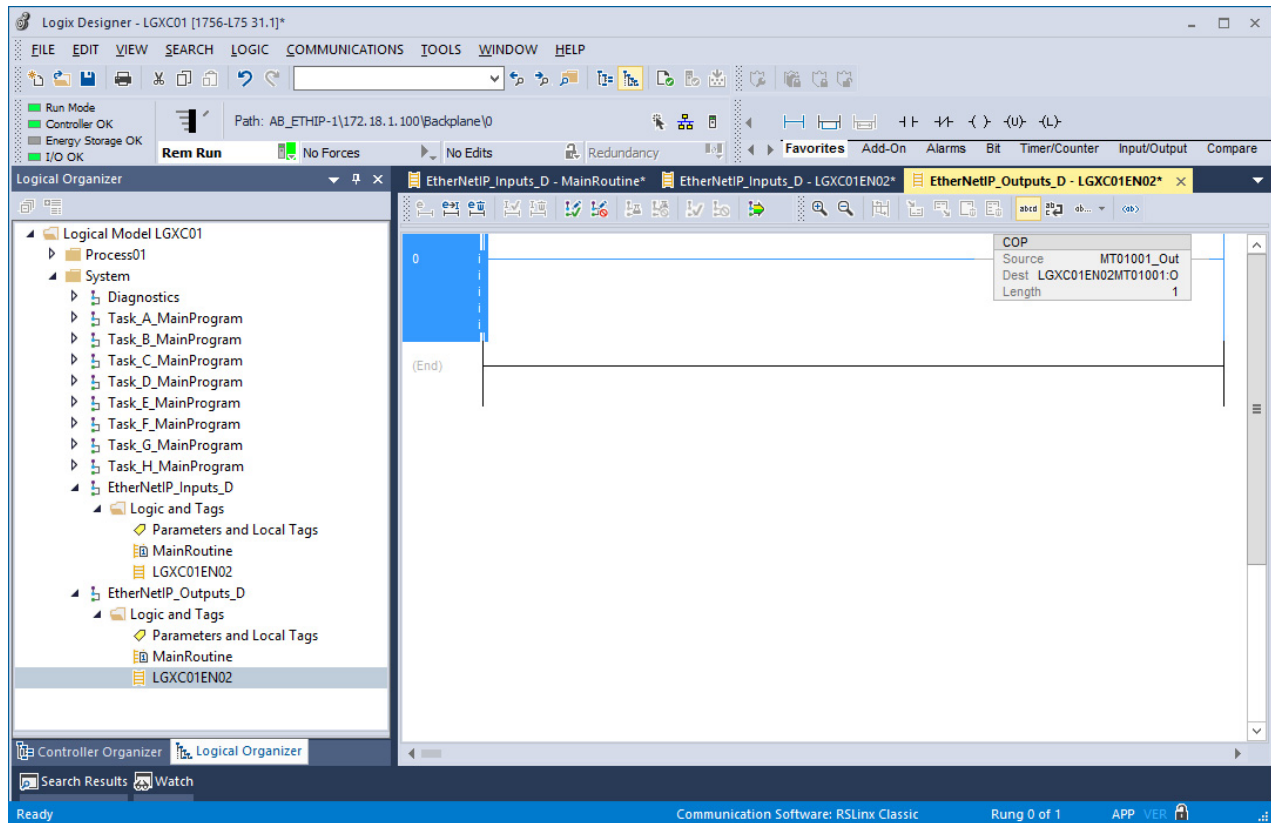 Logix Designer - LGXC01 [1756-L75 31.1]*
FILE EDIT VIEW SEARCH LOGIC COMMUNICATIONS TOOLS WINDOW HELP
Run Mode
Controller OK
Energy Storage OK
I/O OK
Path: AB_ETHIP-1\172.18.1.100\Backplane\0
Rem Run No Forces No Edits Redundancy
Favorites Add-On Alarms Bit Timer/Counter Input/Output Compare
Logical Organizer
EtherNetIP_Inputs_D - MainRoutine* EtherNetIP_Inputs_D - LGXC01EN02* EtherNetIP_Outputs_D - LGXC01EN02*
Logical Model LGXC01
Process01
System
Diagnostics
Task_A_MainProgram
Task_B_MainProgram
Task_C_MainProgram
Task_D_MainProgram
Task_E_MainProgram
Task_F_MainProgram
Task_G_MainProgram
Task_H_MainProgram
EtherNetIP_Inputs_D
Logic and Tags
Parameters and Local Tags
MainRoutine
LGXC01EN02
EtherNetIP_Outputs_D
Logic and Tags
Parameters and Local Tags
MainRoutine
LGXC01EN02
0
COP
Source MT01001_Out
Dest LGXC01EN02MT01001:O
Length 1
(End)
Controller Organizer Logical Organizer
Search Results Watch
Ready Communication Software: RSLinx Classic Rung 0 of 1 APP VER